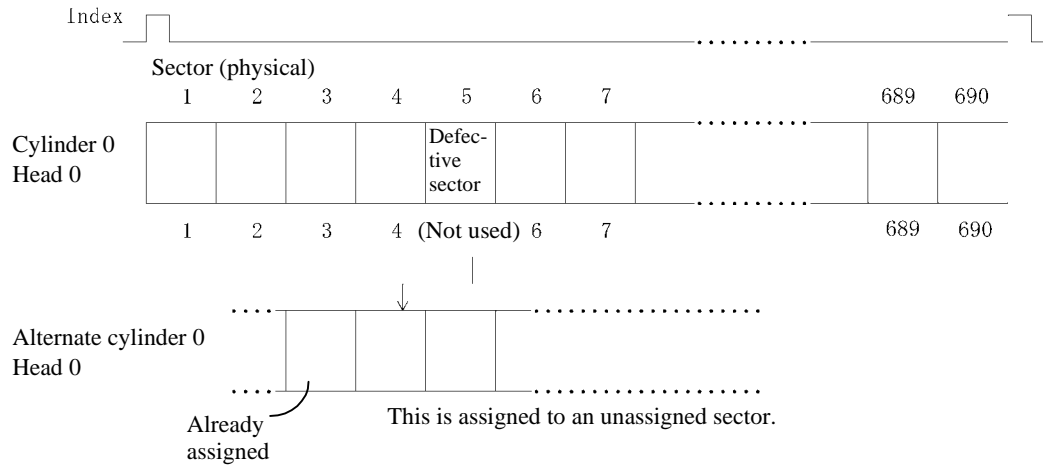 Index
Sector (physical)
1 2 3 4 5 6 7 689 690
Cylinder 0
Head 0
Defec-
tive
sector
1 2 3 4 (Not used) 6 7 689 690
Alternate cylinder 0
Head 0
Already
assigned
This is assigned to an unassigned sector.